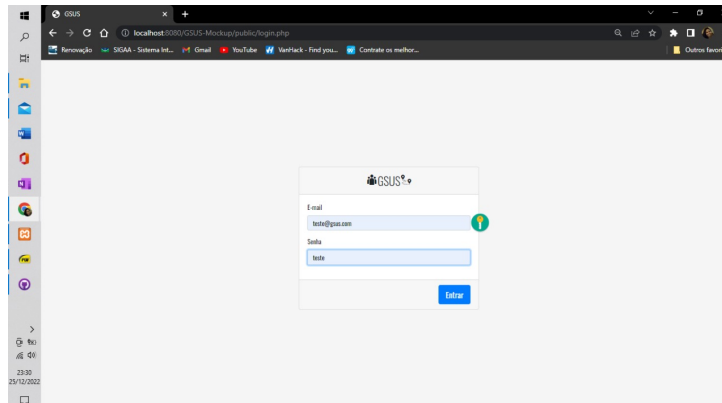 GSUS
localhost:8080/GSUS-Mockup/public/login.php
Renovação SIGAA - Sistema Int... Gmail YouTube VanHack - Find you... Contrate os melhor... Outros favori
GSUS
E-mail
teste@gsus.com
Senha
teste
Entrar
23:30
25/12/2022